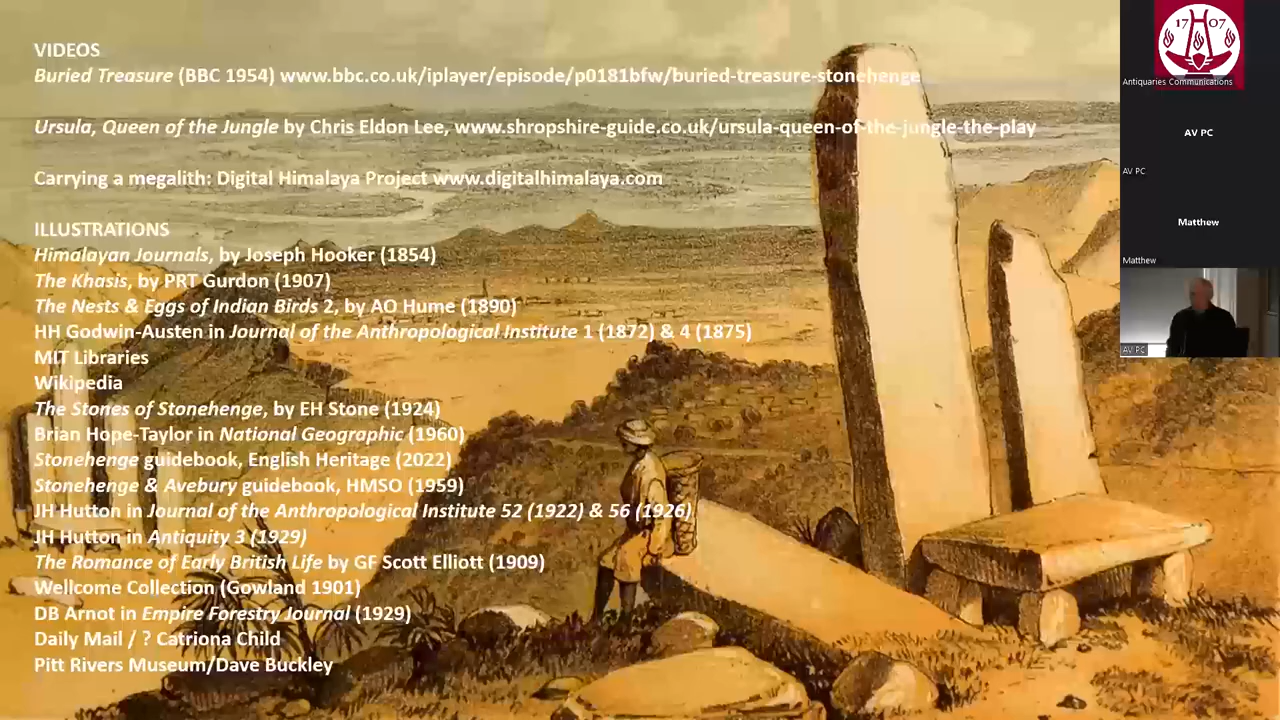 VIDEOS
Buried Treasure (BBC 1954) www.bbc.co.uk/iplayer/episode/p0181bfw/buried-treasure-stonehenge
Ursula, Queen of the Jungle by Chris Eldon Lee, www.shropshire-guide.co.uk/ursula-queen-of-the-jungle-the-play
Carrying a megalith: Digital Himalaya Project www.digitalhimalaya.com
ILLUSTRATIONS
Himalayan Journals, by Joseph Hooker (1854)
The Khasis, by PRT Gurdon (1907)
The Nests & Eggs of Indian Birds 2, by AO Hume (1890)
HH Godwin-Austen in Journal of the Anthropological Institute 1 (1872) & 4 (1875)
MIT Libraries
Wikipedia
The Stones of Stonehenge, by EH Stone (1924)
Brian Hope-Taylor in National Geographic (1960)
Stonehenge guidebook, English Heritage (2022)
Stonehenge & Avebury guidebook, HMSO (1959)
JH Hutton in Journal of the Anthropological Institute 52 (1922) & 56 (1926)
JH Hutton in Antiquity 3 (1929)
The Romance of Early British Life by GF Scott Elliott (1909)
Wellcome Collection (Gowland 1901)
DB Arnot in Empire Forestry Journal (1929)
Daily Mail / ? Catriona Child
Pitt Rivers Museum/Dave Buckley
17 07
Antiquaries Communications
AV PC
AV PC
Matthew
Matthew
AV PC